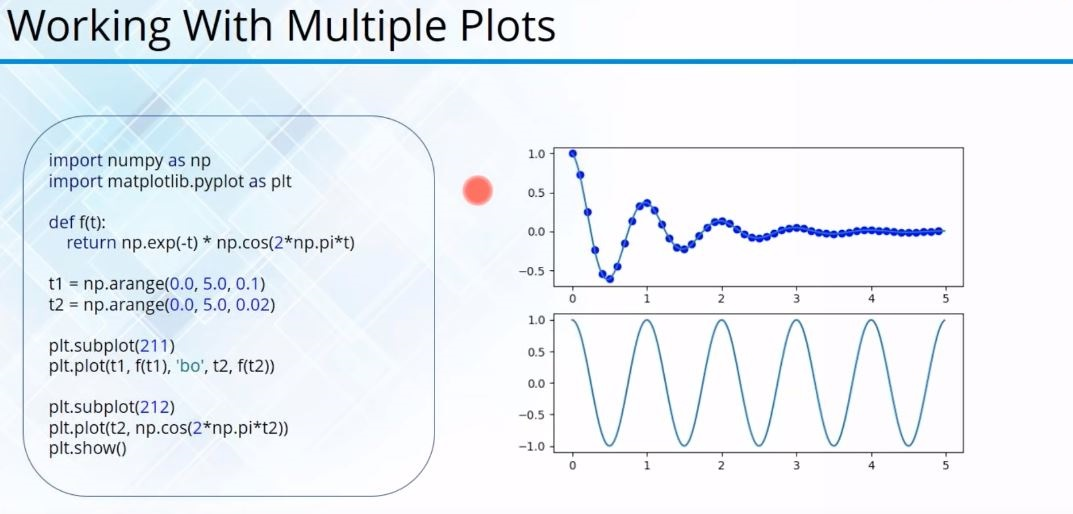 Working With Multiple Plots
import numpy as np
import matplotlib.pyplot as plt
def f(t):
return np.exp(-t) * np.cos(2*np.pi*t)
t1 = np.arange(0.0, 5.0, 0.1)
t2 = np.arange(0.0, 5.0, 0.02)
plt.subplot(211)
plt.plot(t1, f(t1), 'bo', t2, f(t2))
plt.subplot(212)
plt.plot(t2, np.cos(2*np.pi*t2))
plt.show()
1.0
0.5
0.0
−0.5
0 1 2 3 4 5
1.0
0.5
0.0
−0.5
−1.0
0 1 2 3 4 5